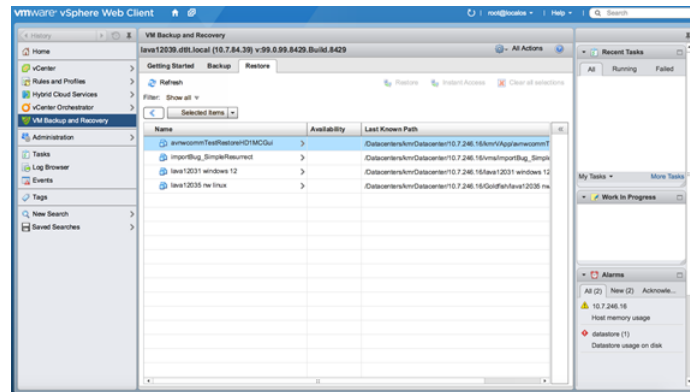 vmware® vSphere Web Client
root@localos
Help
Search
History
Home
vCenter
Rules and Profiles
Hybrid Cloud Services
vCenter Orchestrator
VM Backup and Recovery
Administration
Tasks
Log Browser
Events
Tags
New Search
Saved Searches
VM Backup and Recovery
lava12039.dtlt.local (10.7.84.39) v:99.0.99.8429.Build.8429
All Actions
Getting Started Backup Restore
Refresh
Restore Instant Access Clear all selections
Filter: Show all
Selected Items
Name Availability Last Known Path
avnwcommTestRestoreHD1MCGui /Datacenters/kmrDatacenter/10.7.246.16/kmrVApp/avnwcommT
importBug_SimpleResurrect /Datacenters/kmrDatacenter/10.7.246.16/vms/importBug_Simple
lava12031 windows 12 /Datacenters/kmrDatacenter/10.7.246.16/lava12031 windows 12
lava12035 rw linux /Datacenters/kmrDatacenter/10.7.246.16/Goldfish/lava12035 rw
Recent Tasks
All Running Failed
My Tasks More Tasks
Work In Progress
Alarms
All (2) New (2) Acknowle...
10.7.246.16
Host memory usage
datastore (1)
Datastore usage on disk